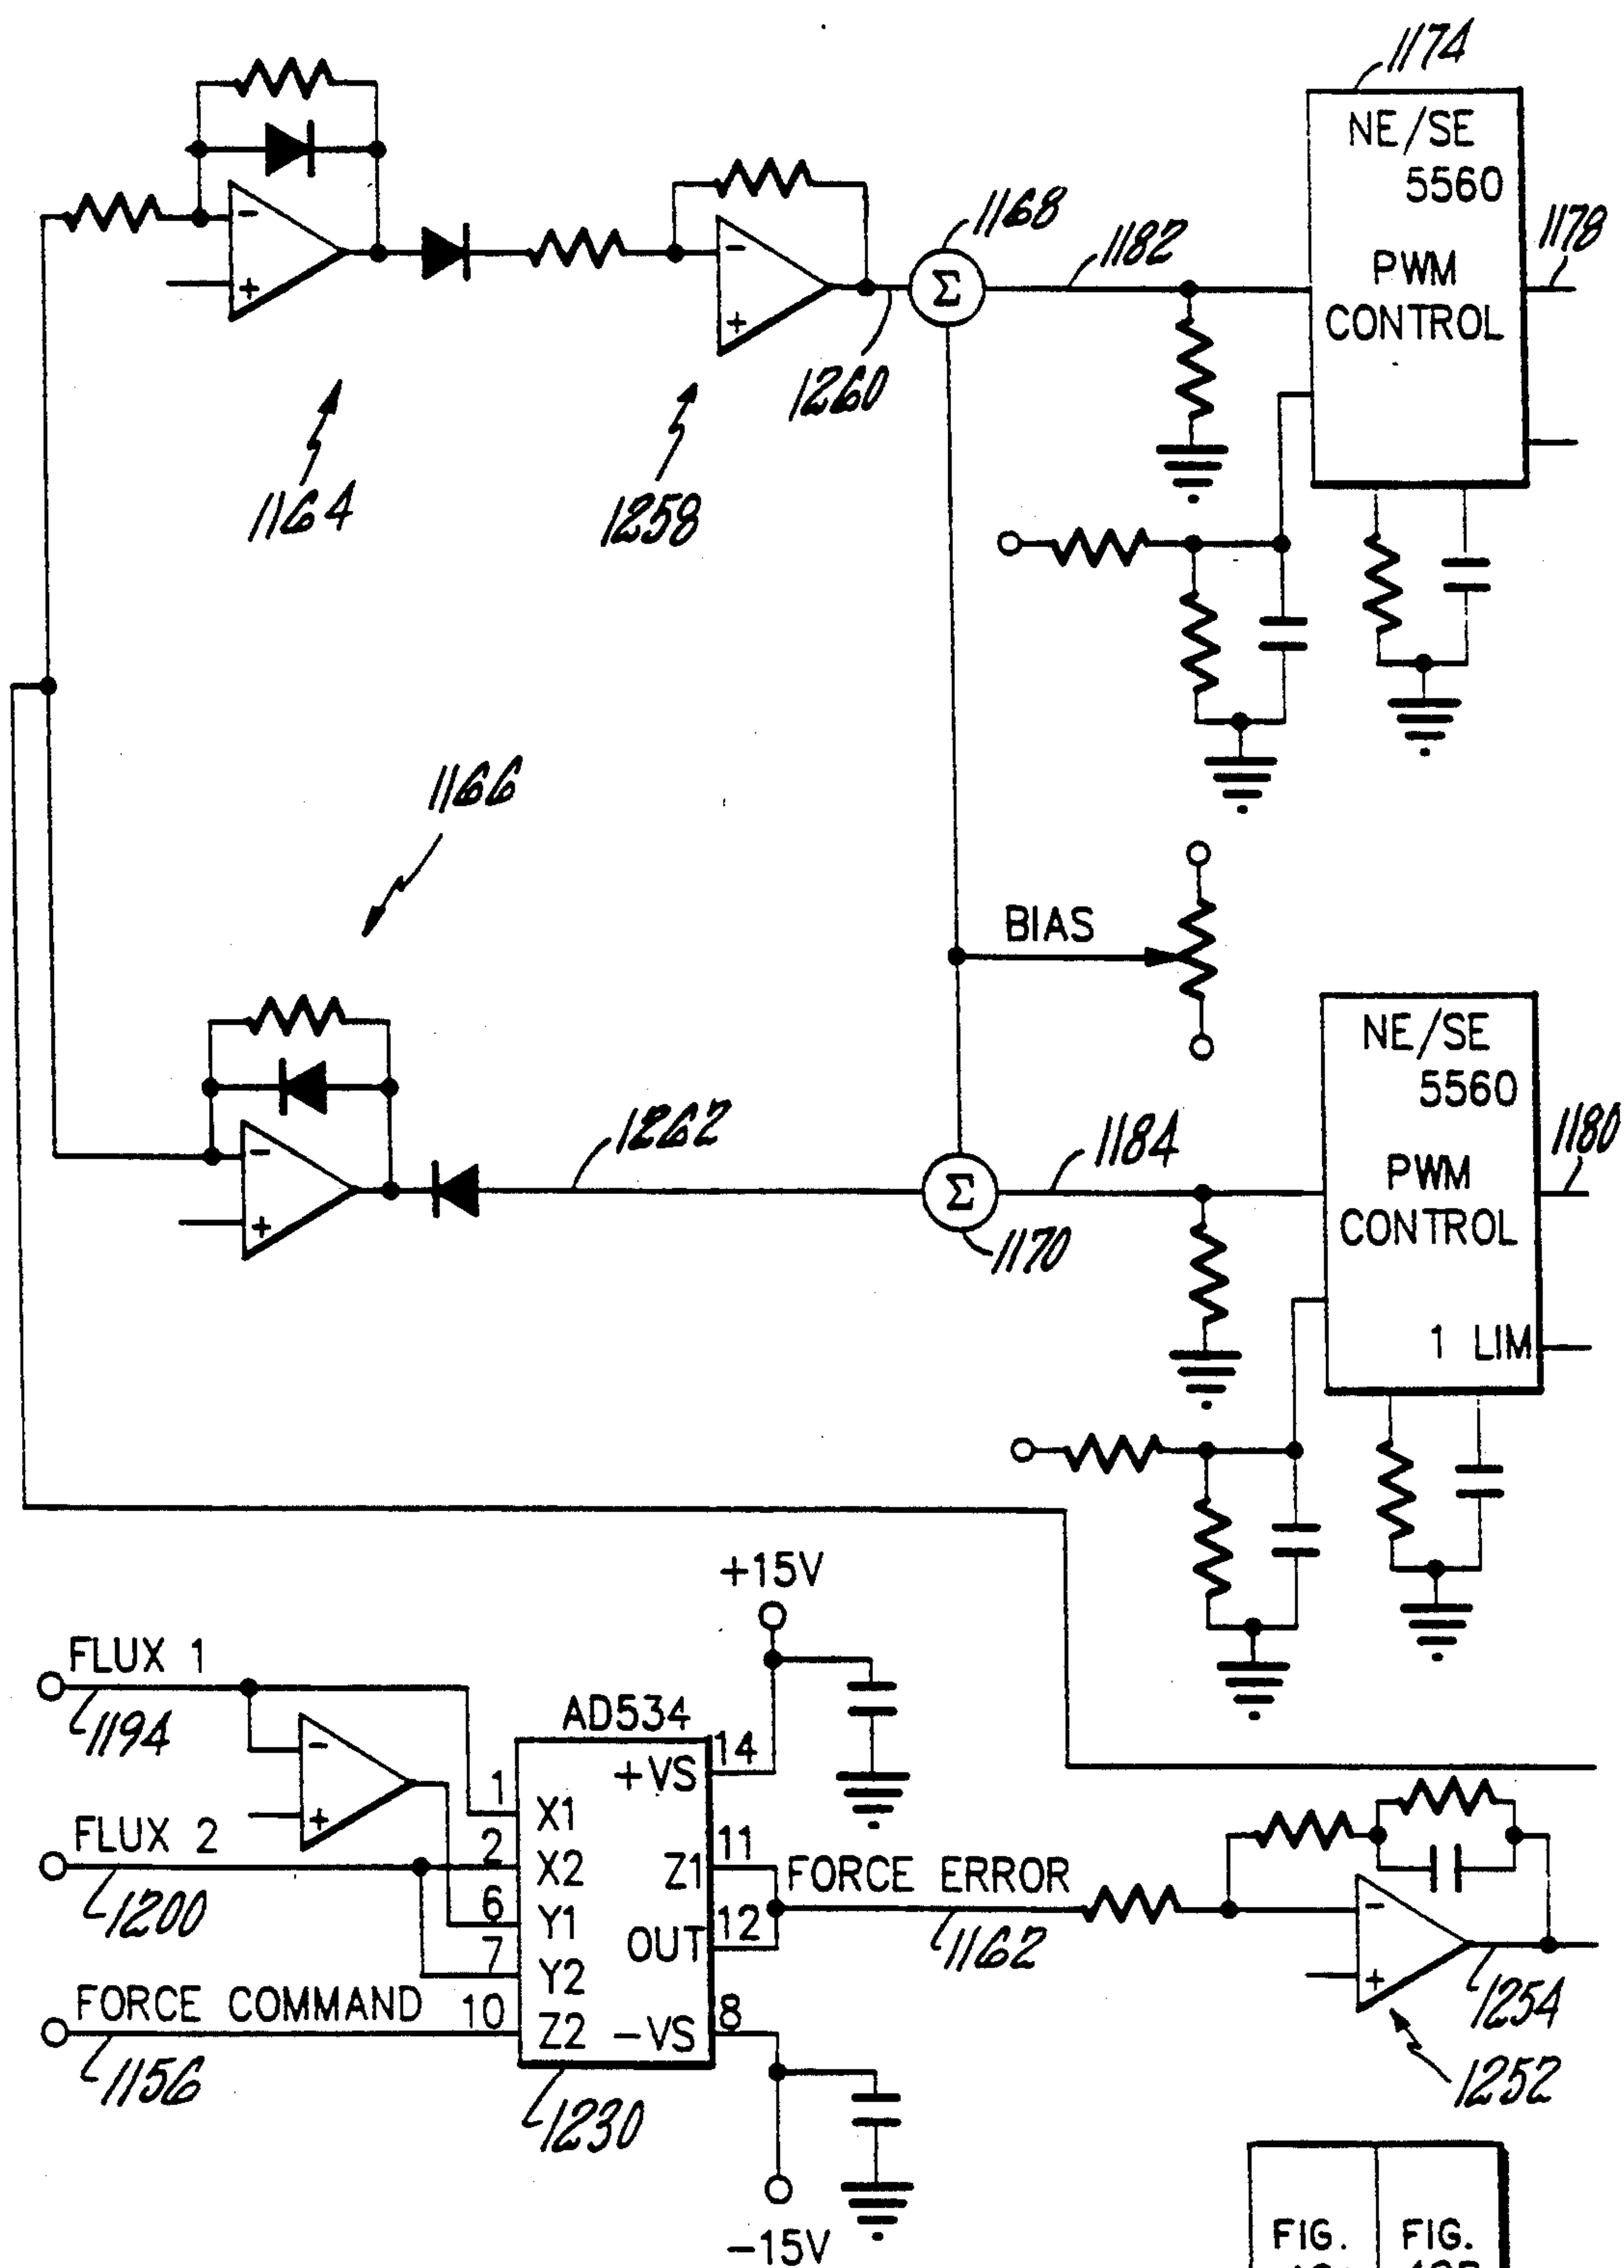 1174
NE/SE
5560
PWM
CONTROL
1178
1168
1182
-
+
-
+
Σ
1260
1164
1258
1166
BIAS
NE/SE
5560
PWM
CONTROL
1 LIM
1180
1262
1184
-
+
Σ
1170
+15V
FLUX 1
1194
AD534
-
+
1
X1
+VS
14
FLUX 2
2
X2
Z1
11
FORCE ERROR
1200
6
Y1
OUT
12
1162
7
Y2
FORCE COMMAND
10
Z2
-VS
8
1156
1230
-
+
1254
1252
-15V
FIG.
FIG.